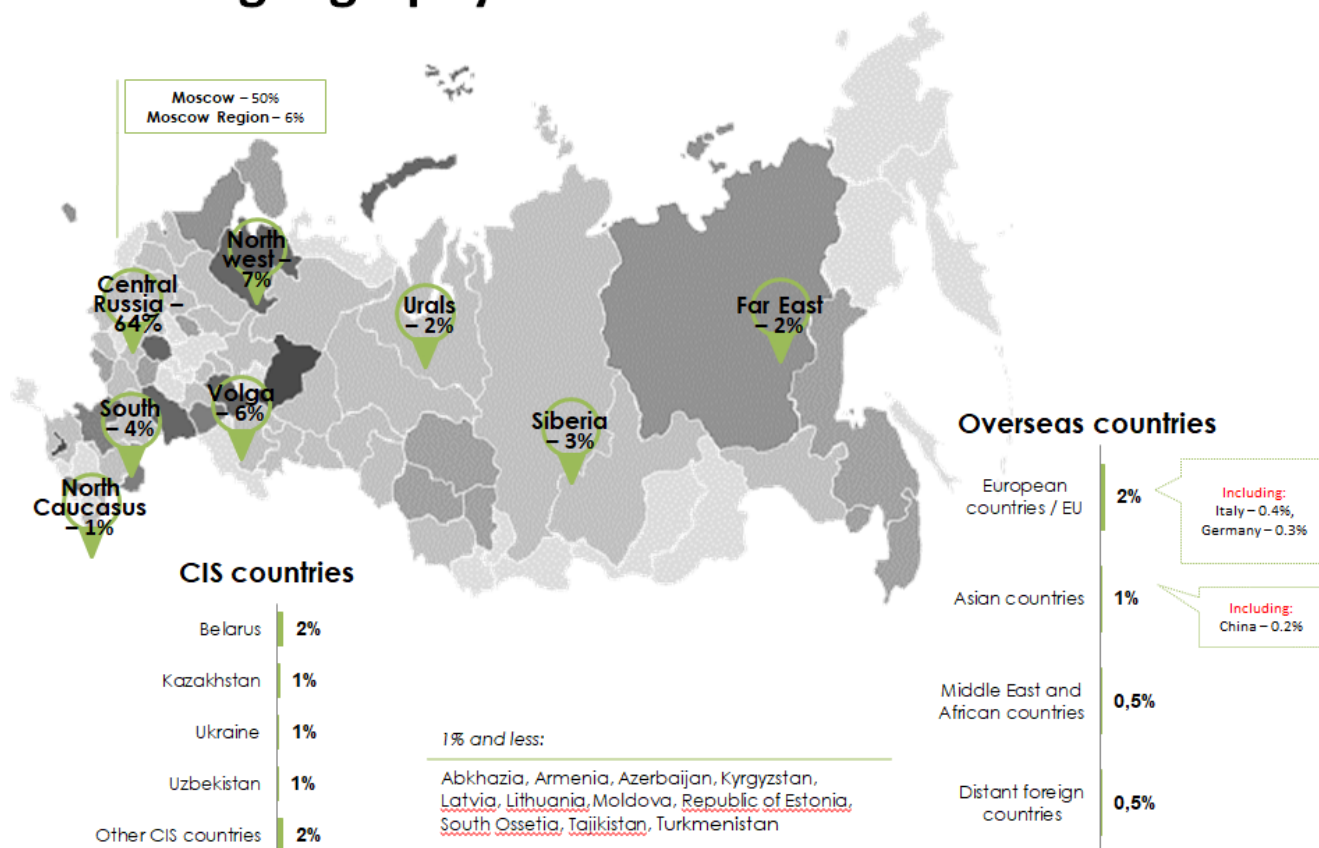 Moscow – 50%
Moscow Region – 6%
North
west –
7%
Central
Russia –
64%
Urals
– 2%
Far East
– 2%
Volga
– 6%
South
– 4%
Siberia
– 3%
North
Caucasus
– 1%
CIS countries
Belarus 2%
Kazakhstan 1%
Ukraine 1%
Uzbekistan 1%
Other CIS countries 2%
1% and less:
Abkhazia, Armenia, Azerbaijan, Kyrgyzstan,
Latvia, Lithuania, Moldova, Republic of Estonia,
South Ossetia, Tajikistan, Turkmenistan
Overseas countries
European
countries / EU 2%
Including:
Italy – 0.4%,
Germany – 0.3%
Asian countries 1%
Including:
China – 0.2%
Middle East and
African countries 0,5%
Distant foreign
countries 0,5%